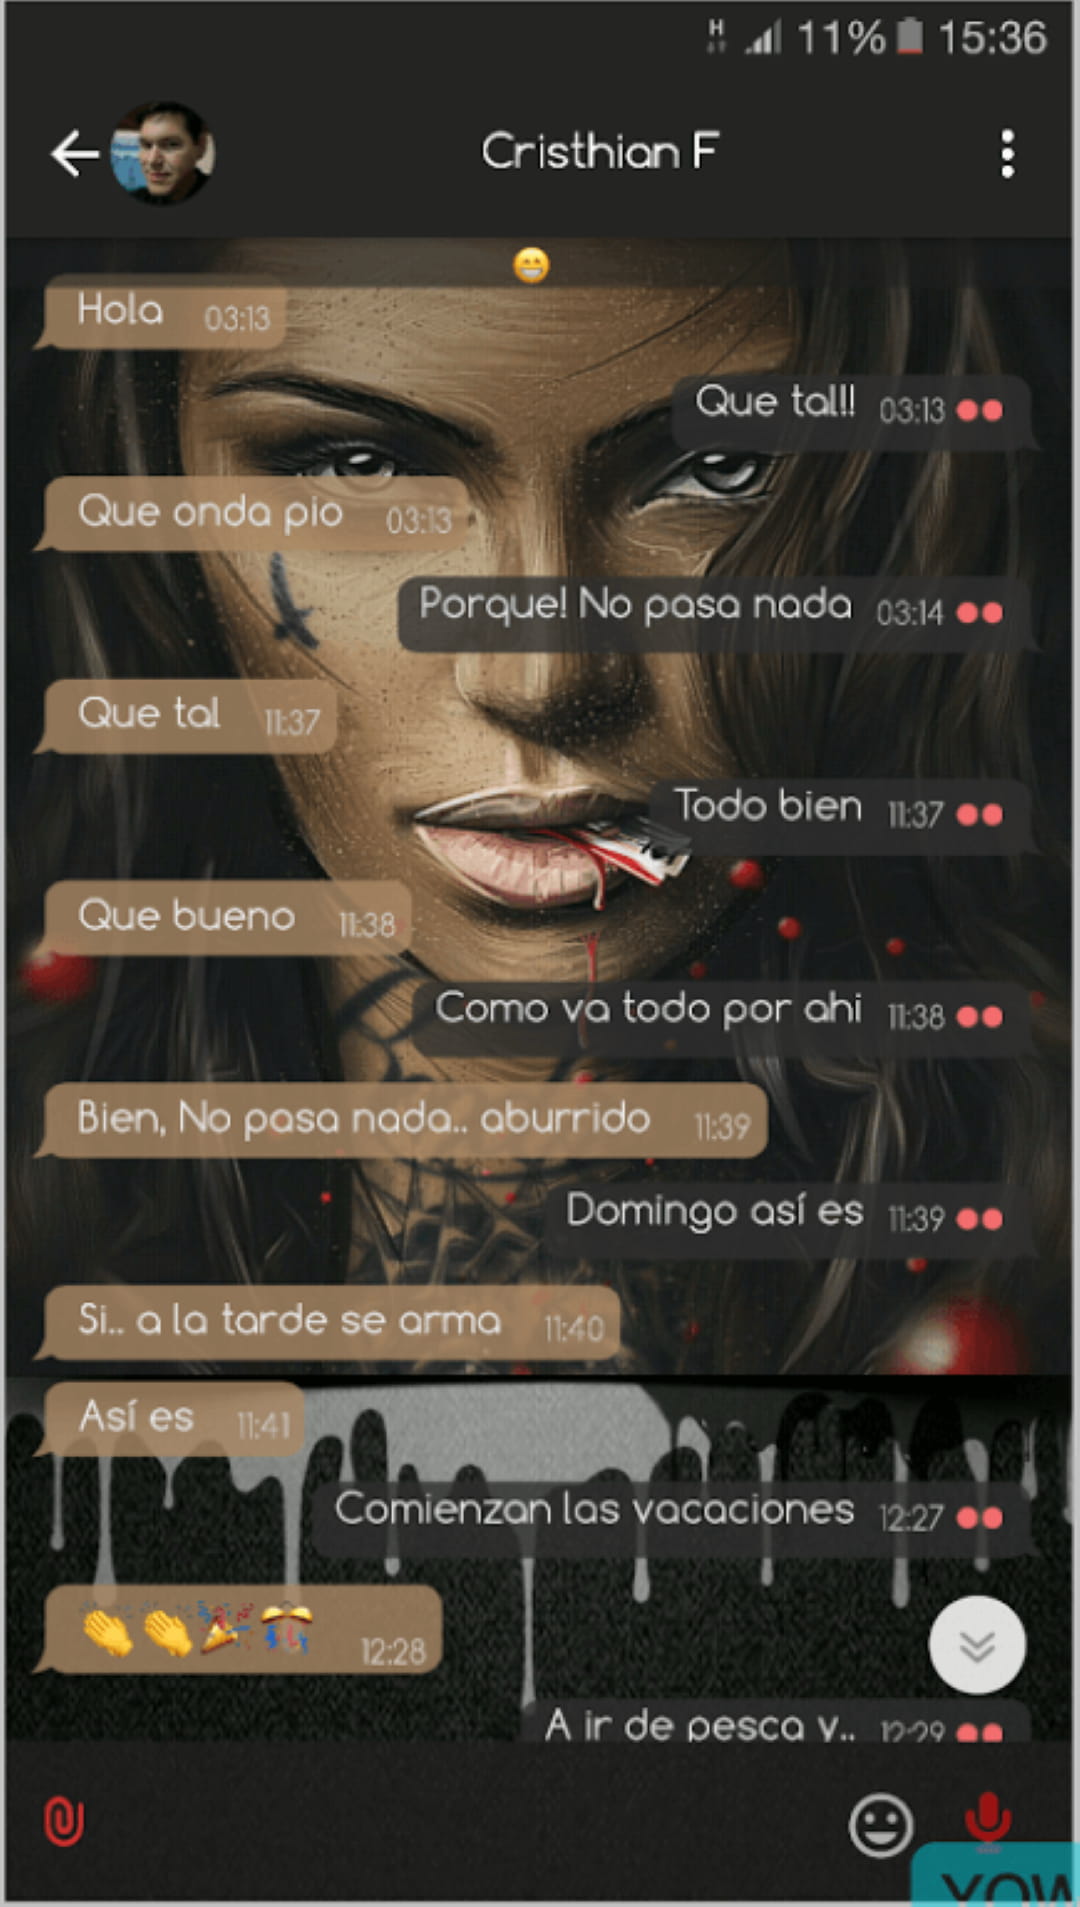 H 11% 15:36
Cristhian F
😁
Hola 03:13
Que tal!! 03:13
Que onda pio 03:13
Porque! No pasa nada 03:14
Que tal 11:37
Todo bien 11:37
Que bueno 11:38
Como va todo por ahi 11:38
Bien, No pasa nada.. aburrido 11:39
Domingo así es 11:39
Si.. a la tarde se arma 11:40
Así es 11:41
Comienzan las vacaciones 12:27
👏👏🎉🎊 12:28
A ir de pesca y.. 12:29
YOW